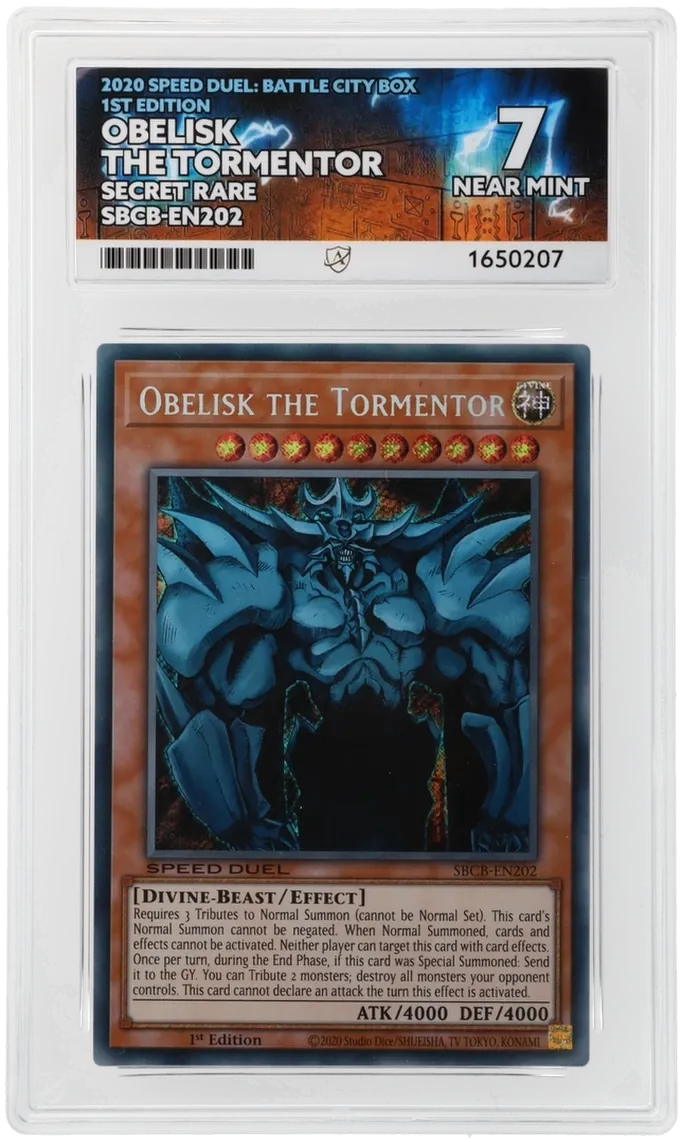 2020 SPEED DUEL: BATTLE CITY BOX
1ST EDITION
OBELISK
THE TORMENTOR
SECRET RARE
SBCB-EN202
7
NEAR MINT
1650207
OBELISK THE TORMENTOR
DIVINE
神
SPEED DUEL
SBCB-EN202
[DIVINE-BEAST/EFFECT]
Requires 3 Tributes to Normal Summon (cannot be Normal Set). This card's
Normal Summon cannot be negated. When Normal Summoned, cards and
effects cannot be activated. Neither player can target this card with card effects.
Once per turn, during the End Phase, if this card was Special Summoned: Send
it to the GY. You can Tribute 2 monsters; destroy all monsters your opponent
controls. This card cannot declare an attack the turn this effect is activated.
ATK/4000 DEF/4000
1st Edition
©2020 Studio Dice/SHUEISHA, TV TOKYO, KONAMI